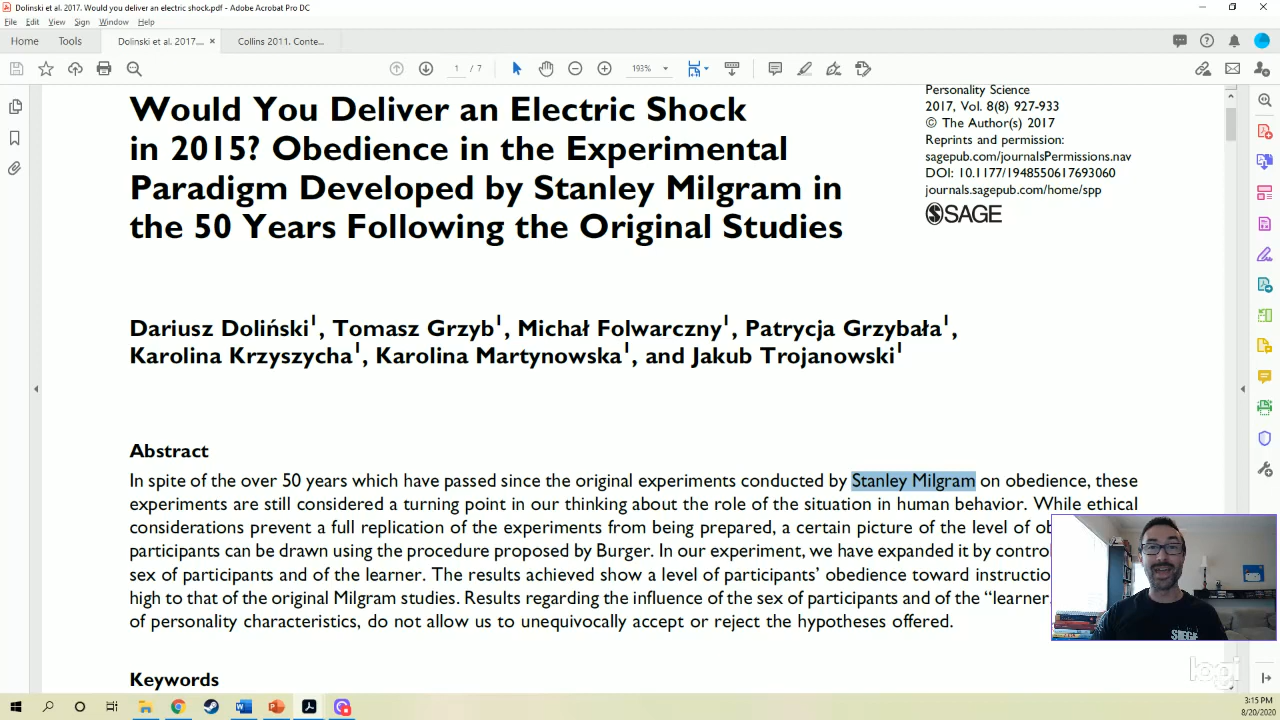 Dolinski et al. 2017. Would you deliver an electric shock.pdf - Adobe Acrobat Pro DC
File Edit View Sign Window Help
Home Tools Dolinski et al. 2017.... × Collins 2011. Conte...
1 / 7 193%
Would You Deliver an Electric Shock
in 2015? Obedience in the Experimental
Paradigm Developed by Stanley Milgram in
the 50 Years Following the Original Studies
Personality Science
2017, Vol. 8(8) 927-933
© The Author(s) 2017
Reprints and permission:
sagepub.com/journalsPermissions.nav
DOI: 10.1177/1948550617693060
journals.sagepub.com/home/spp
SAGE
Dariusz Doliński1, Tomasz Grzyb1, Michał Folwarczny1, Patrycja Grzybała1,
Karolina Krzyszycha1, Karolina Martynowska1, and Jakub Trojanowski1
Abstract
In spite of the over 50 years which have passed since the original experiments conducted by Stanley Milgram on obedience, these
experiments are still considered a turning point in our thinking about the role of the situation in human behavior. While ethical
considerations prevent a full replication of the experiments from being prepared, a certain picture of the level of
participants can be drawn using the procedure proposed by Burger. In our experiment, we have expanded it by
sex of participants and of the learner. The results achieved show a level of participants' obedience toward
high to that of the original Milgram studies. Results regarding the influence of the sex of participants and of the "learner
of personality characteristics, do not allow us to unequivocally accept or reject the hypotheses offered.
Keywords
logi
3:15 PM
8/20/2020